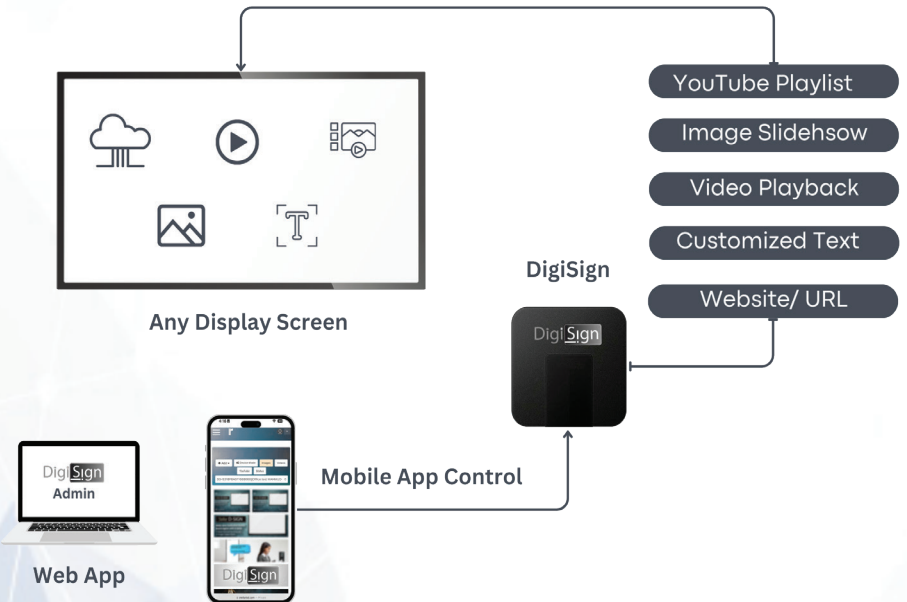 YouTube Playlist
Image Slidehsow
Video Playback
Customized Text
Website/ URL
T
Any Display Screen
DigiSign
DigiSign
DigiSign
Admin
Web App
Mobile App Control
DigiSign